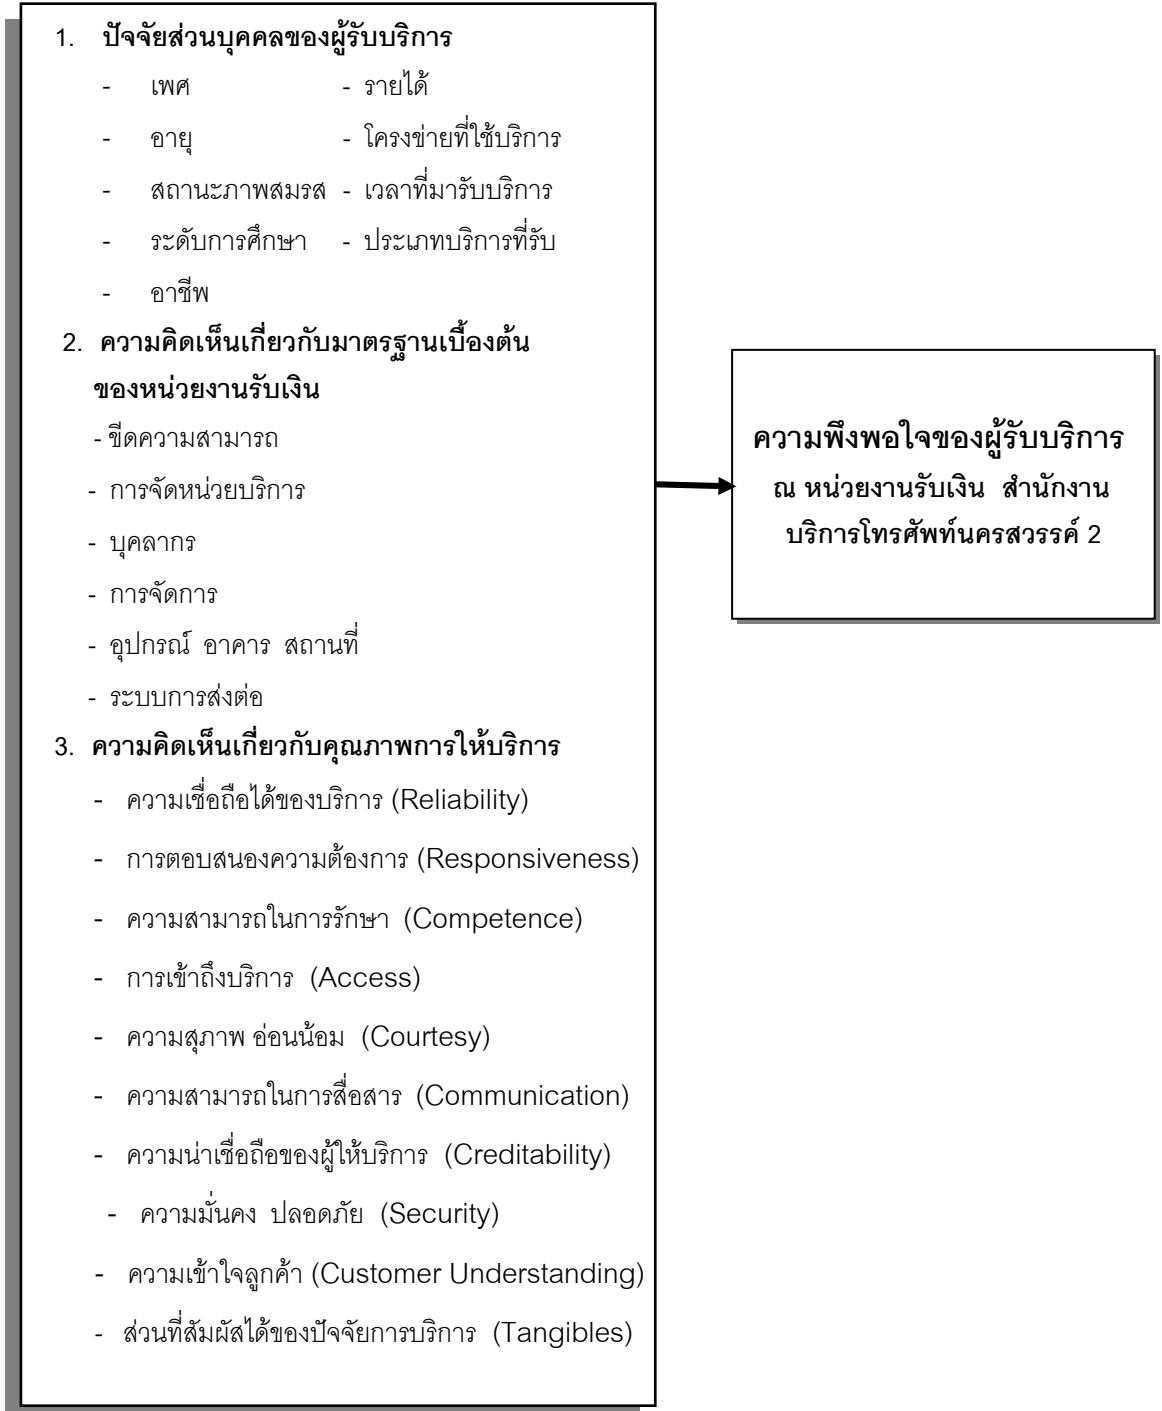 1. ปัจจัยส่วนบุคคลของผู้รับบริการ
- เพศ - รายได้
- อายุ - โครงข่ายที่ใช้บริการ
- สถานะภาพสมรส - เวลาที่มารับบริการ
- ระดับการศึกษา - ประเภทบริการที่รับ
- อาชีพ
2. ความคิดเห็นเกี่ยวกับมาตรฐานเบื้องต้น
ของหน่วยงานรับเงิน
- ขีดความสามารถ
- การจัดหน่วยบริการ
- บุคลากร
- การจัดการ
- อุปกรณ์ อาคาร สถานที่
- ระบบการส่งต่อ
3. ความคิดเห็นเกี่ยวกับคุณภาพการให้บริการ
- ความเชื่อถือได้ของบริการ (Reliability)
- การตอบสนองความต้องการ (Responsiveness)
- ความสามารถในการรักษา (Competence)
- การเข้าถึงบริการ (Access)
- ความสุภาพ อ่อนน้อม (Courtesy)
- ความสามารถในการสื่อสาร (Communication)
- ความน่าเชื่อถือของผู้ให้บริการ (Creditability)
- ความมั่นคง ปลอดภัย (Security)
- ความเข้าใจลูกค้า (Customer Understanding)
- ส่วนที่สัมผัสได้ของปัจจัยการบริการ (Tangibles)
ความพึงพอใจของผู้รับบริการ
ณ หน่วยงานรับเงิน สำนักงาน
บริการโทรศัพท์นครสวรรค์ 2